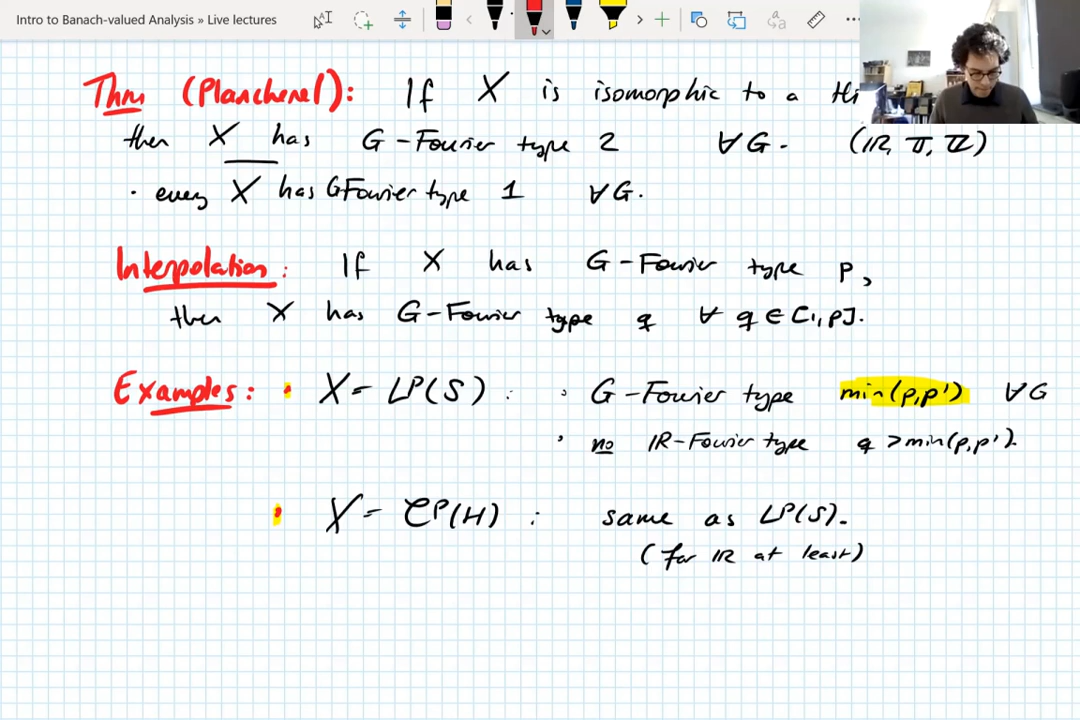 Intro to Banach-valued Analysis » Live lectures
Thm (Plancherel): If X is isomorphic to a Hi
then X has G-Fourier type 2 ∀G. (ℝ, 𝕋, ℤ)
· every X has G Fourier type 1 ∀G.
Interpolation: If X has G-Fourier type p,
then X has G-Fourier type q ∀ q ∈ [1,p].
Examples: · X = L^p(S) : · G-Fourier type min(p,p') ∀G
· no ℝ-Fourier type q > min(p,p').
· X = C^p(H) : same as L^p(S).
(for ℝ at least)